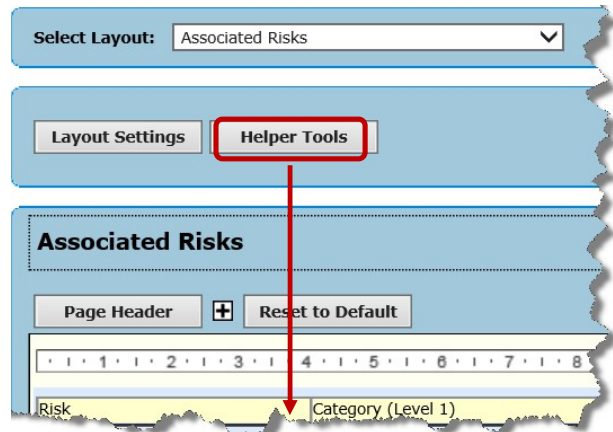 Select Layout: Associated Risks
Layout Settings Helper Tools
Associated Risks
Page Header Reset to Default
1 2 3 4 5 6 7 8
Risk Category (Level 1)